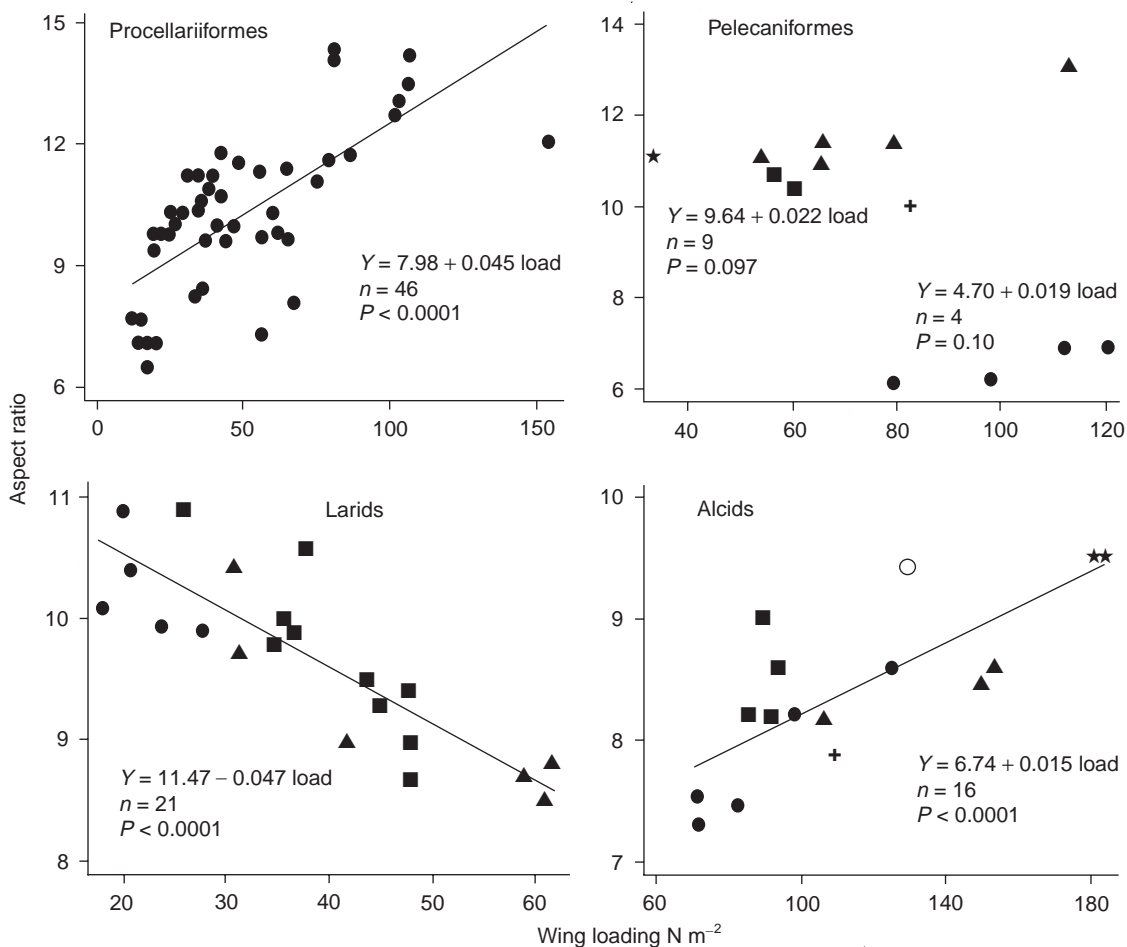 15
12
9
6
Procellariiformes
Y = 7.98 + 0.045 load
n = 46
P < 0.0001
0
50
100
150
14
12
10
8
6
Pelecaniformes
Y = 9.64 + 0.022 load
n = 9
P = 0.097
Y = 4.70 + 0.019 load
n = 4
P = 0.10
40
60
80
100
120
Aspect ratio
11
10
9
8
Larids
Y = 11.47 – 0.047 load
n = 21
P < 0.0001
20
30
40
50
60
10
9
8
7
Alcids
Y = 6.74 + 0.015 load
n = 16
P < 0.0001
60
100
140
180
Wing loading N m⁻²